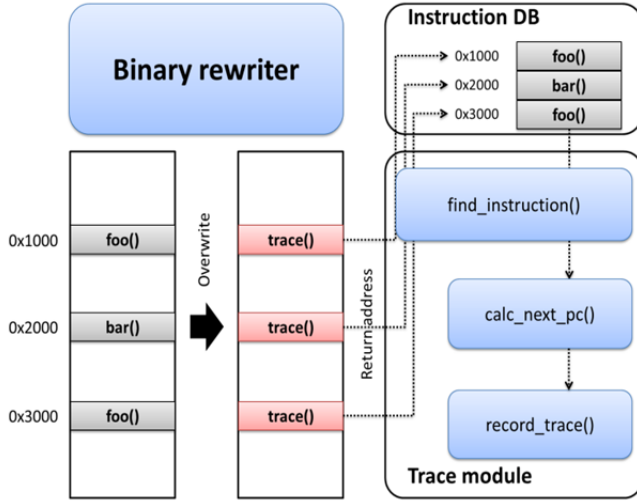 Binary rewriter
Instruction DB
0x1000 foo()
0x2000 bar()
0x3000 foo()
0x1000 foo()
0x2000 bar()
0x3000 foo()
Overwrite
trace()
trace()
trace()
Return address
find_instruction()
calc_next_pc()
record_trace()
Trace module